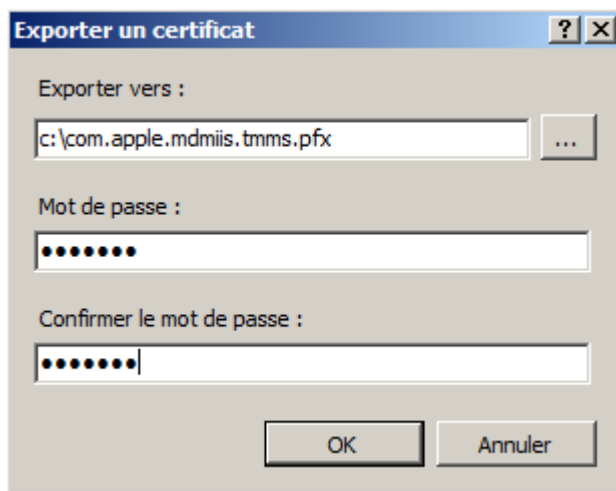 Exporter un certificat
Exporter vers :
c:\com.apple.mdmiis.tmms.pfx
...
Mot de passe :
●●●●●●●
Confirmer le mot de passe :
●●●●●●●
OK
Annuler